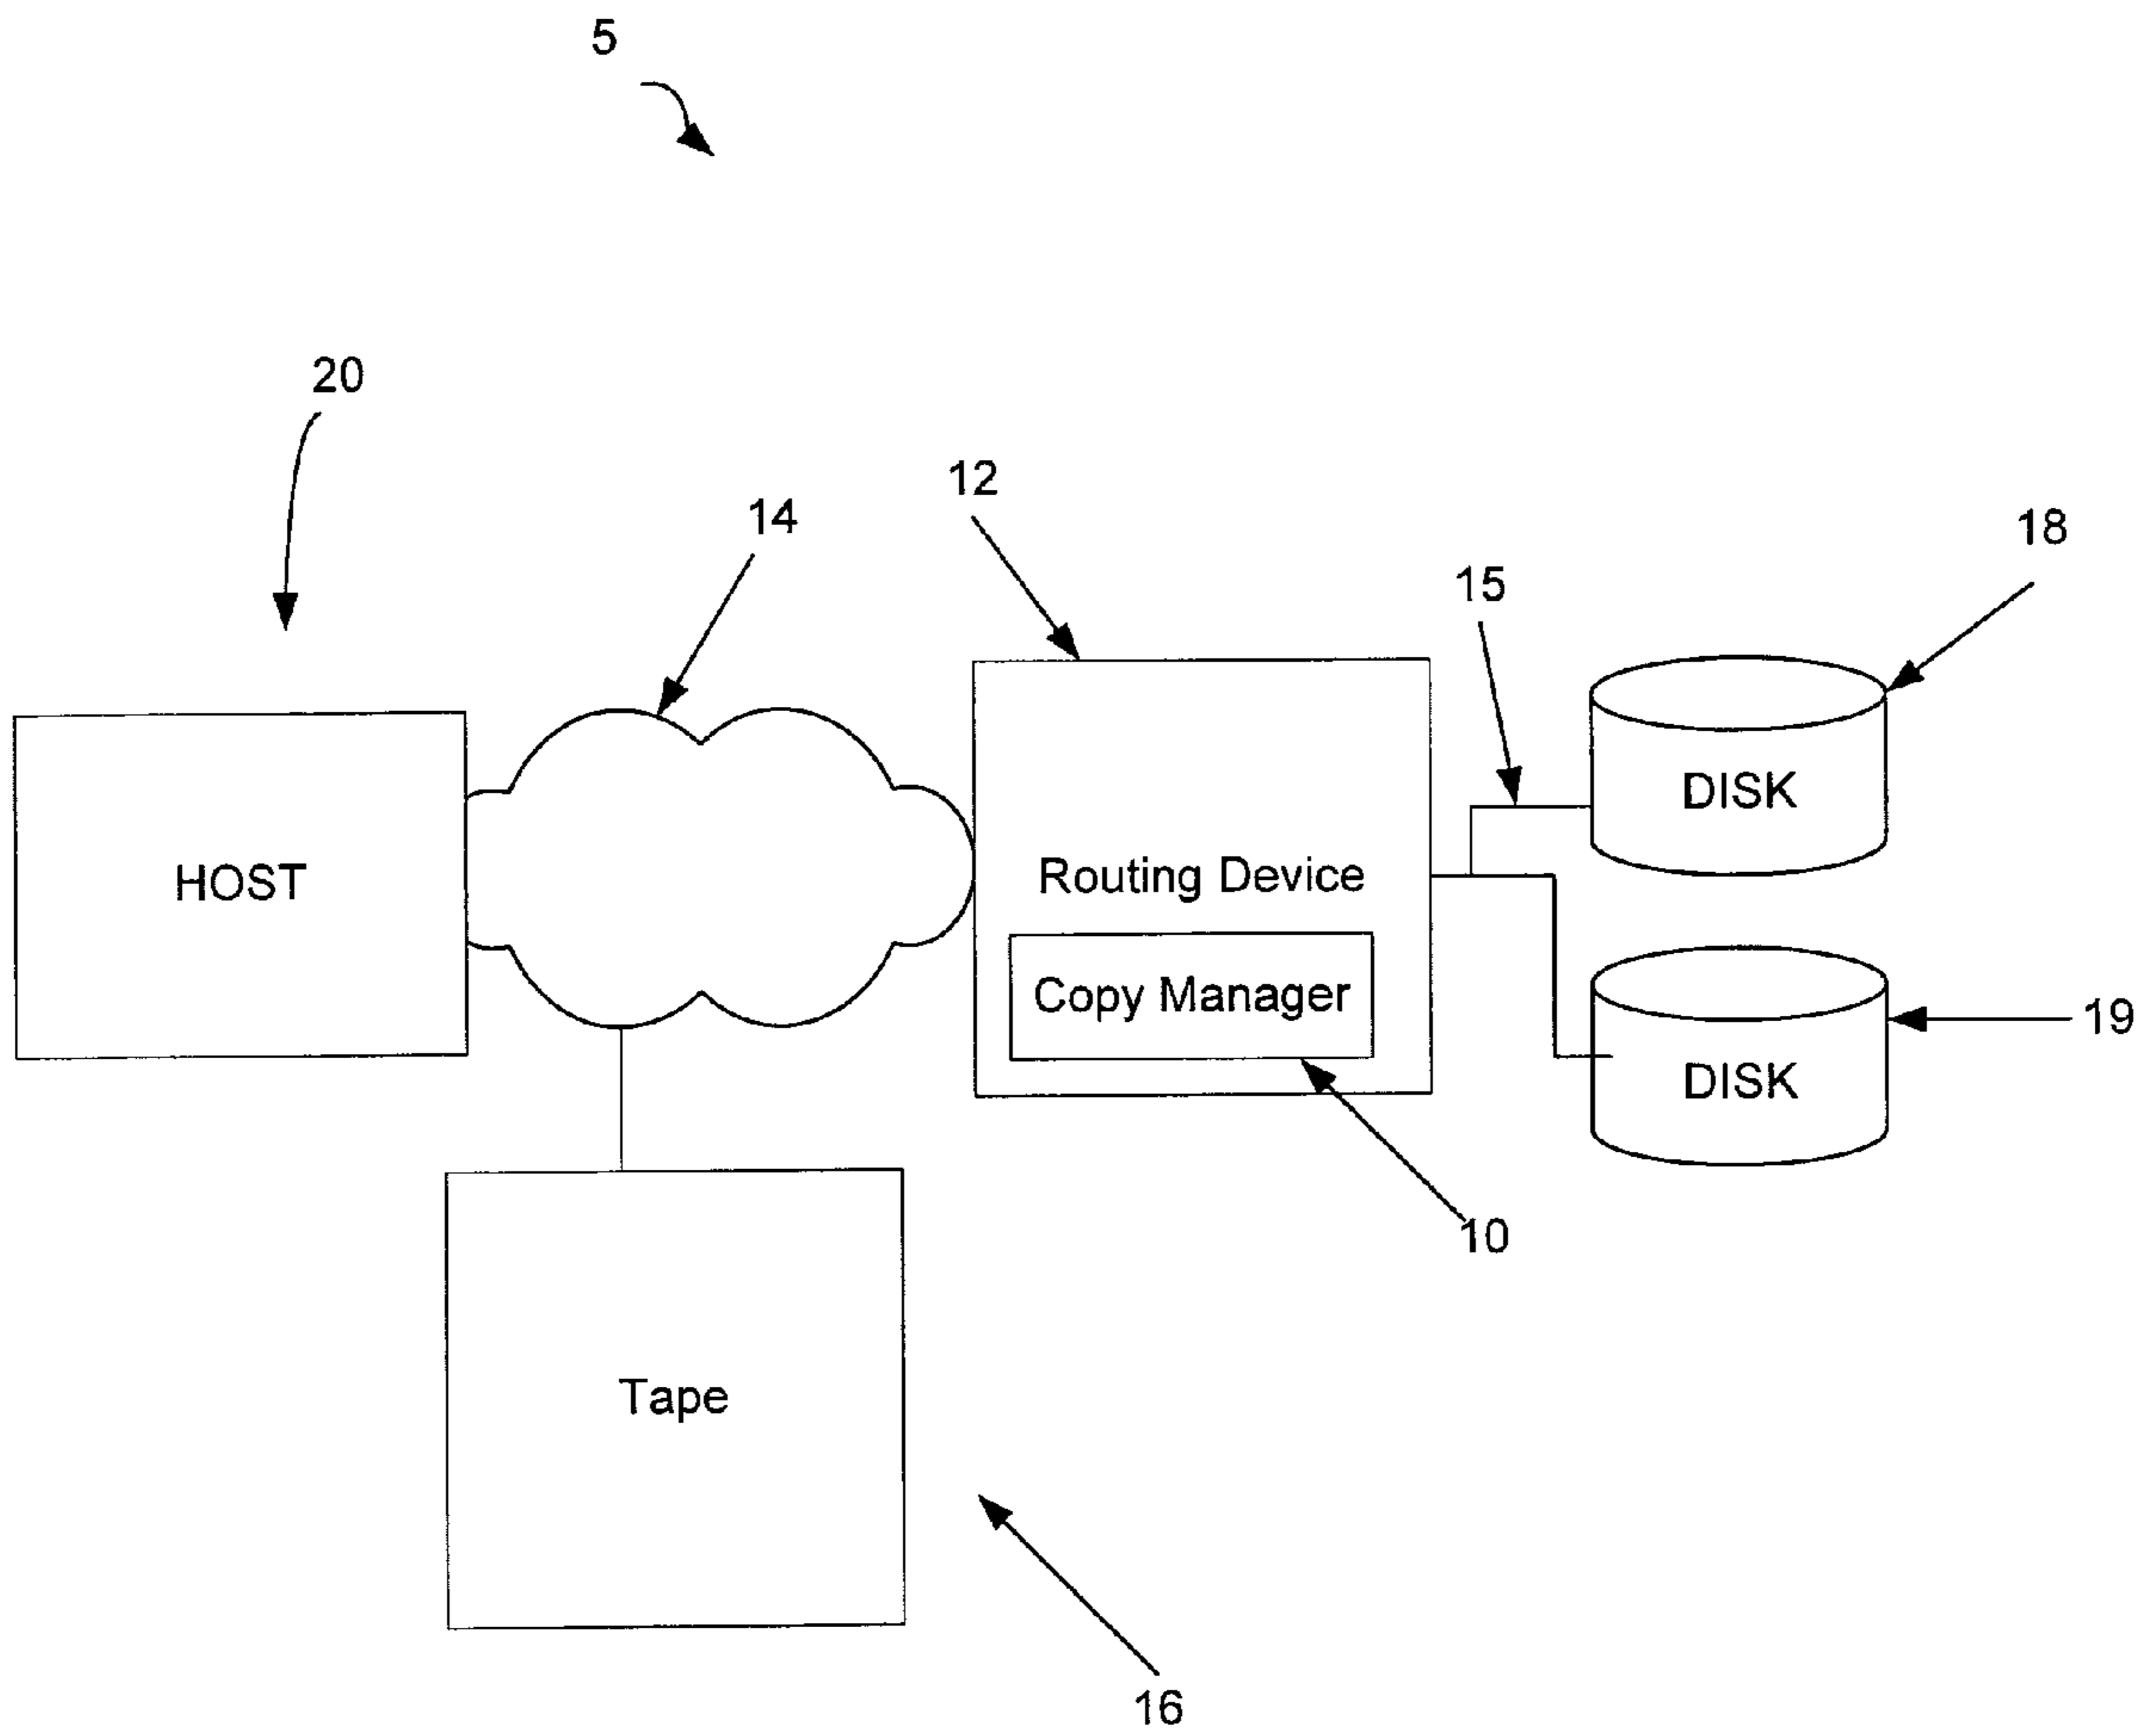 5
20
12
14
18
15
DISK
HOST
Routing Device
Copy Manager
19
DISK
10
Tape
16